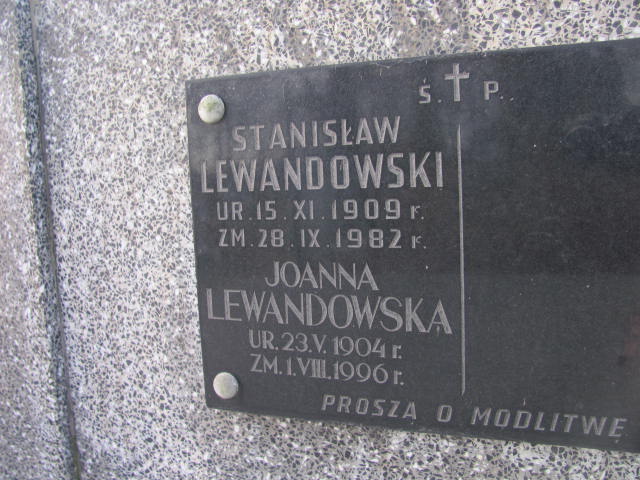 Ś. † P.
STANISŁAW
LEWANDOWSKI
UR. 15. XI. 1909 r.
ZM. 28. IX. 1982 r.
JOANNA
LEWANDOWSKA
UR. 23. V. 1904 r.
ZM. 1. VIII. 1996 r.
PROSZĄ O MODLITWĘ